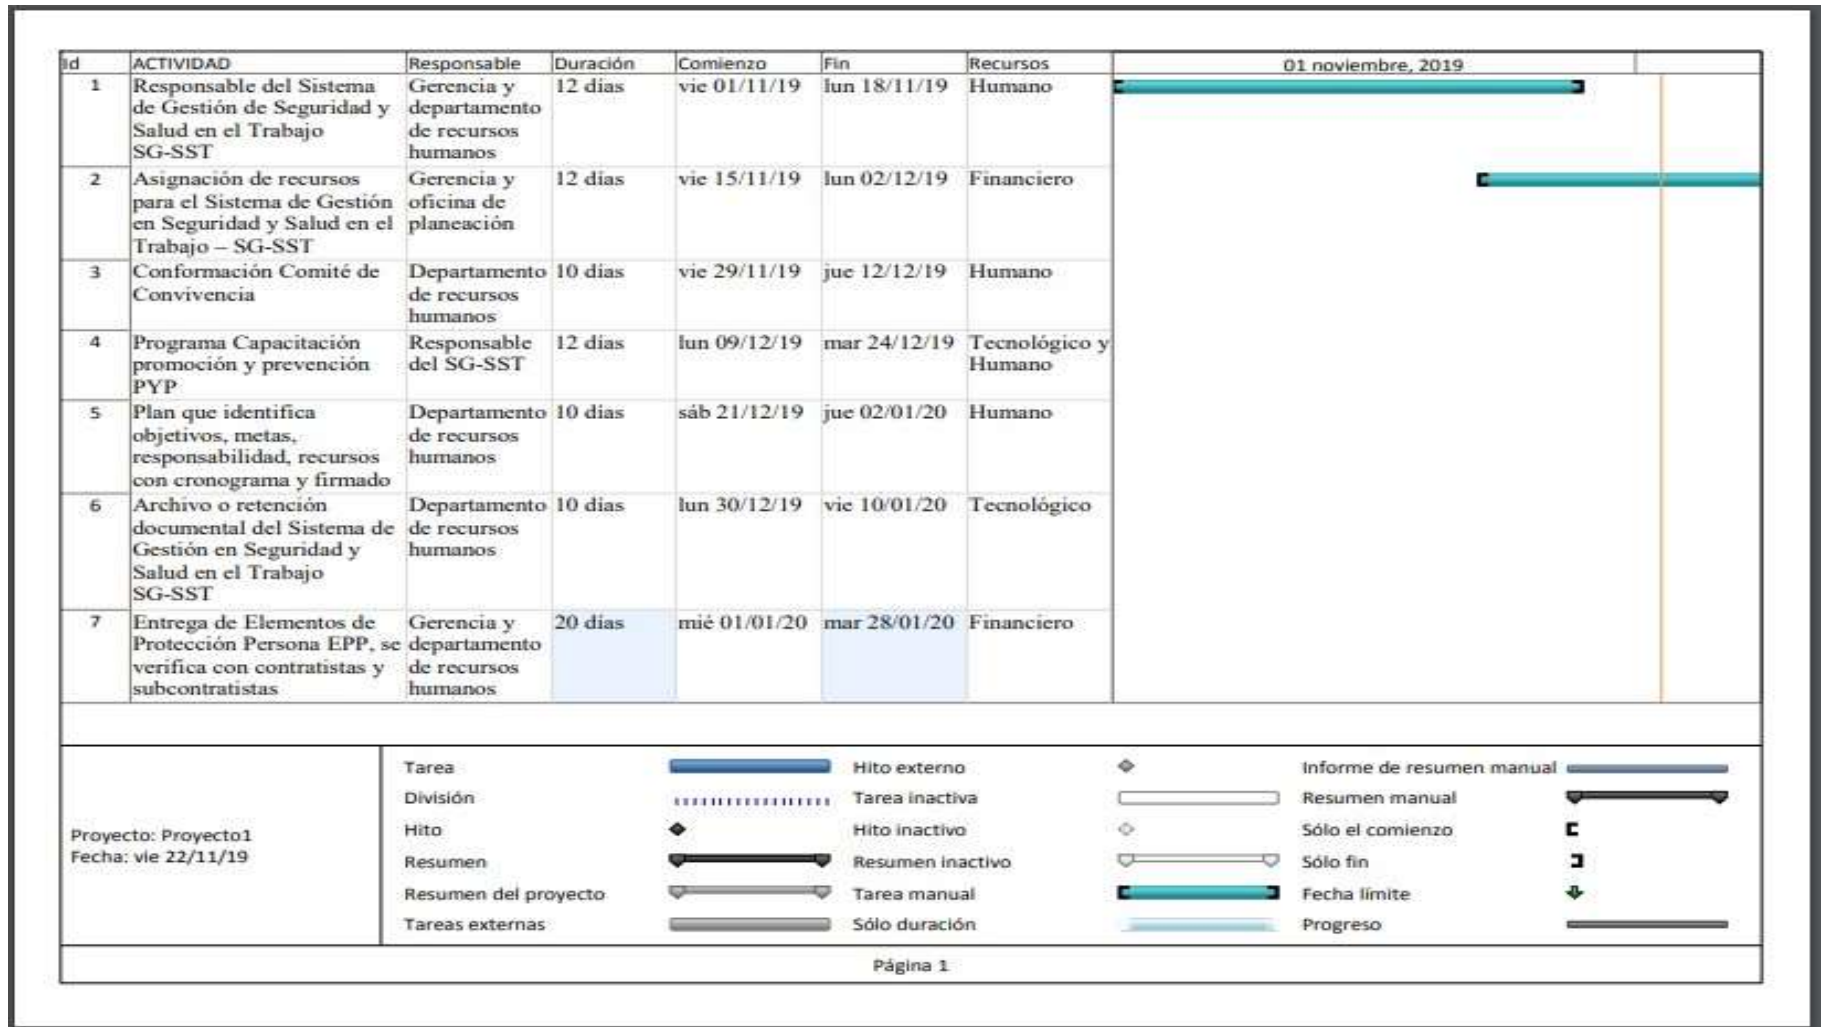 Id ACTIVIDAD Responsable Duración Comienzo Fin Recursos 01 noviembre, 2019
1 Responsable del Sistema Gerencia y 12 días vie 01/11/19 lun 18/11/19 Humano
de Gestión de Seguridad y departamento
Salud en el Trabajo de recursos
SG-SST humanos
2 Asignación de recursos Gerencia y 12 días vie 15/11/19 lun 02/12/19 Financiero
para el Sistema de Gestión oficina de
en Seguridad y Salud en el planeación
Trabajo – SG-SST
3 Conformación Comité de Departamento 10 días vie 29/11/19 jue 12/12/19 Humano
Convivencia de recursos
humanos
4 Programa Capacitación Responsable 12 días lun 09/12/19 mar 24/12/19 Tecnológico y
promoción y prevención del SG-SST Humano
PYP
5 Plan que identifica Departamento 10 días sáb 21/12/19 jue 02/01/20 Humano
objetivos, metas, de recursos
responsabilidad, recursos humanos
con cronograma y firmado
6 Archivo o retención Departamento 10 días lun 30/12/19 vie 10/01/20 Tecnológico
documental del Sistema de de recursos
Gestión en Seguridad y humanos
Salud en el Trabajo
SG-SST
7 Entrega de Elementos de Gerencia y 20 días mié 01/01/20 mar 28/01/20 Financiero
Protección Persona EPP, se departamento
verifica con contratistas y de recursos
subcontratistas humanos
Proyecto: Proyecto1
Fecha: vie 22/11/19
Tarea Hito externo Informe de resumen manual
División Tarea inactiva Resumen manual
Hito Hito inactivo Sólo el comienzo
Resumen Resumen inactivo Sólo fin
Resumen del proyecto Tarea manual Fecha límite
Tareas externas Sólo duración Progreso
Página 1